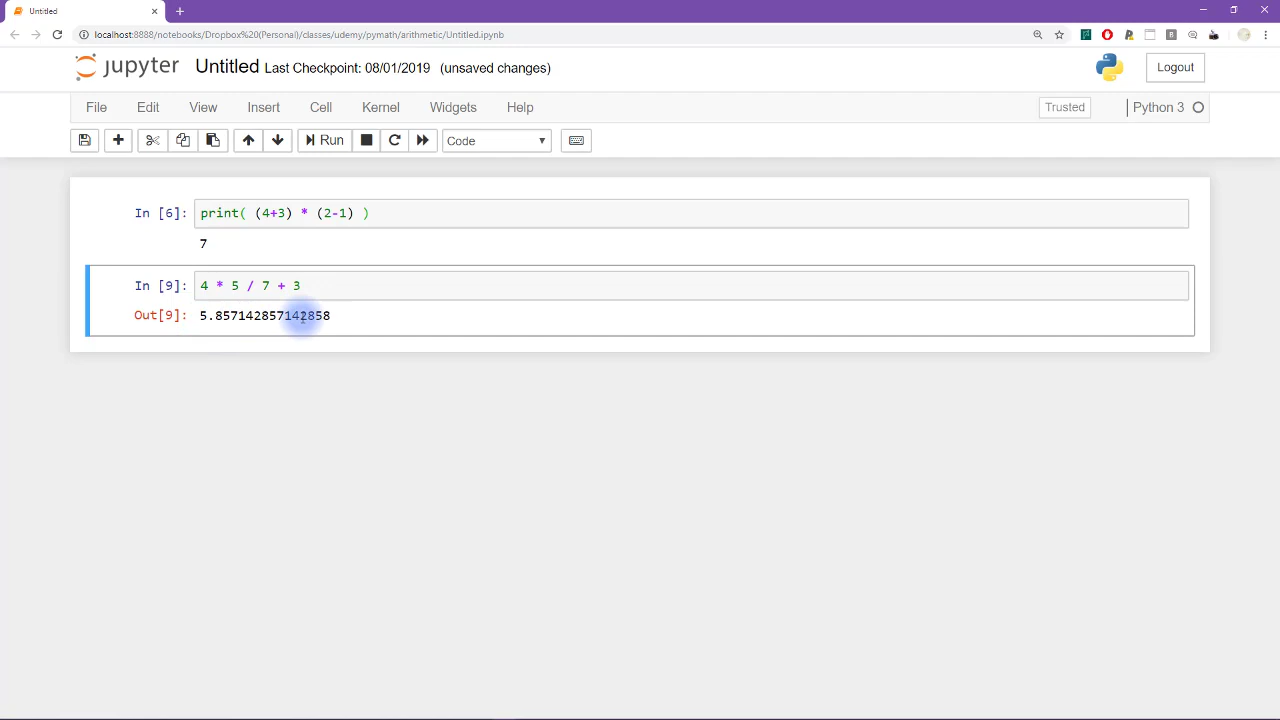 Untitled
localhost:8888/notebooks/Dropbox%20(Personal)/classes/udemy/pymath/arithmetic/Untitled.ipynb
jupyter Untitled Last Checkpoint: 08/01/2019 (unsaved changes) Logout
File Edit View Insert Cell Kernel Widgets Help Trusted Python 3
Run Code
In [6]: print( (4+3) * (2-1) )
7
In [9]: 4 * 5 / 7 + 3
Out[9]: 5.857142857142858